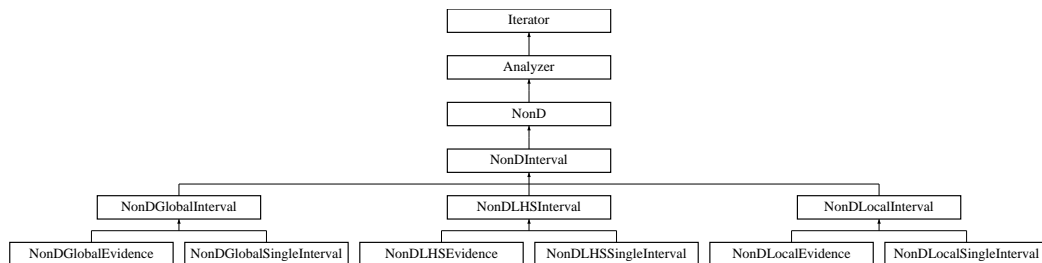 Iterator
Analyzer
NonD
NonDInterval
NonDGlobalInterval NonDLHSInterval NonDLocalInterval
NonDGlobalEvidence NonDGlobalSingleInterval NonDLHSEvidence NonDLHSSingleInterval NonDLocalEvidence NonDLocalSingleInterval